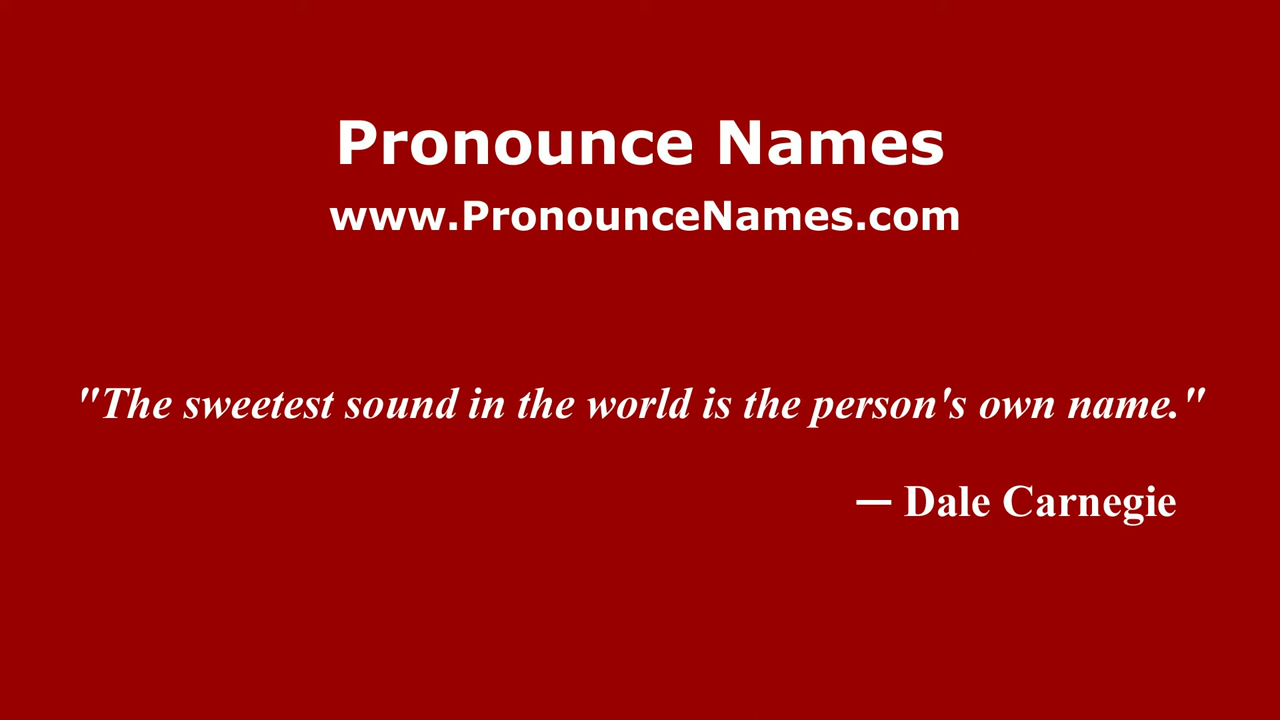 Pronounce Names
www.PronounceNames.com
"The sweetest sound in the world is the person's own name."
— Dale Carnegie